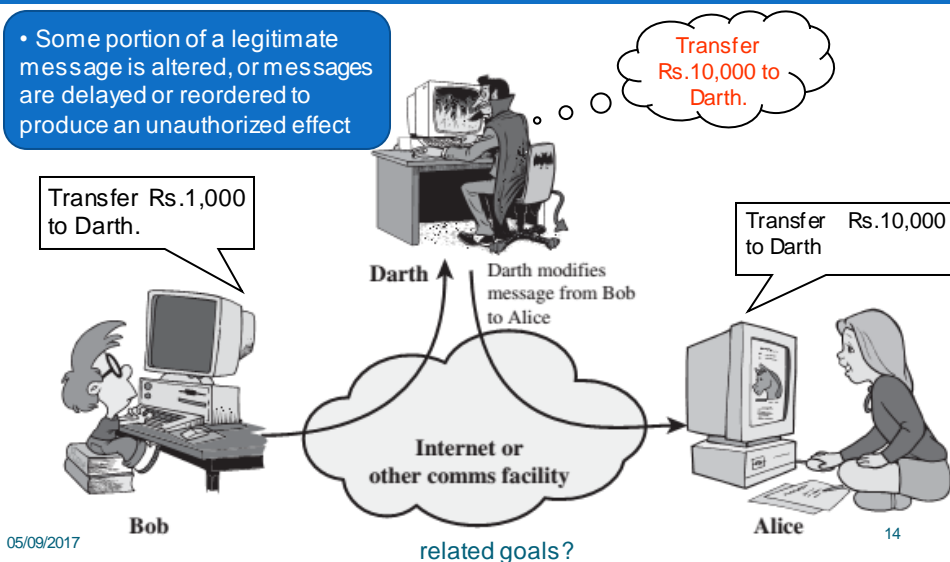 • Some portion of a legitimate
message is altered, or messages
are delayed or reordered to
produce an unauthorized effect
Transfer
Rs.10,000 to
Darth.
Transfer Rs.1,000
to Darth.
Transfer Rs.10,000
to Darth
Darth
Darth modifies
message from Bob
to Alice
Internet or
other comms facility
Bob
Alice
05/09/2017
related goals?
14